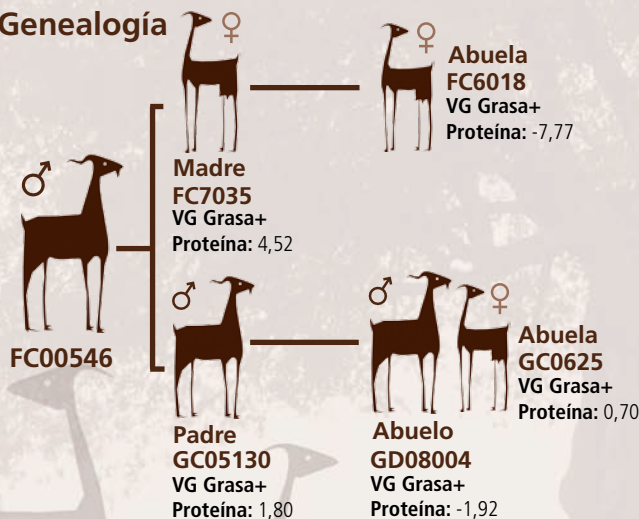 Genealogía
Abuela
FC6018
VG Grasa+
Proteína: -7,77
Madre
FC7035
VG Grasa+
Proteína: 4,52
FC00546
Padre
GC05130
VG Grasa+
Proteína: 1,80
Abuelo
GD08004
VG Grasa+
Proteína: -1,92
Abuela
GC0625
VG Grasa+
Proteína: 0,70